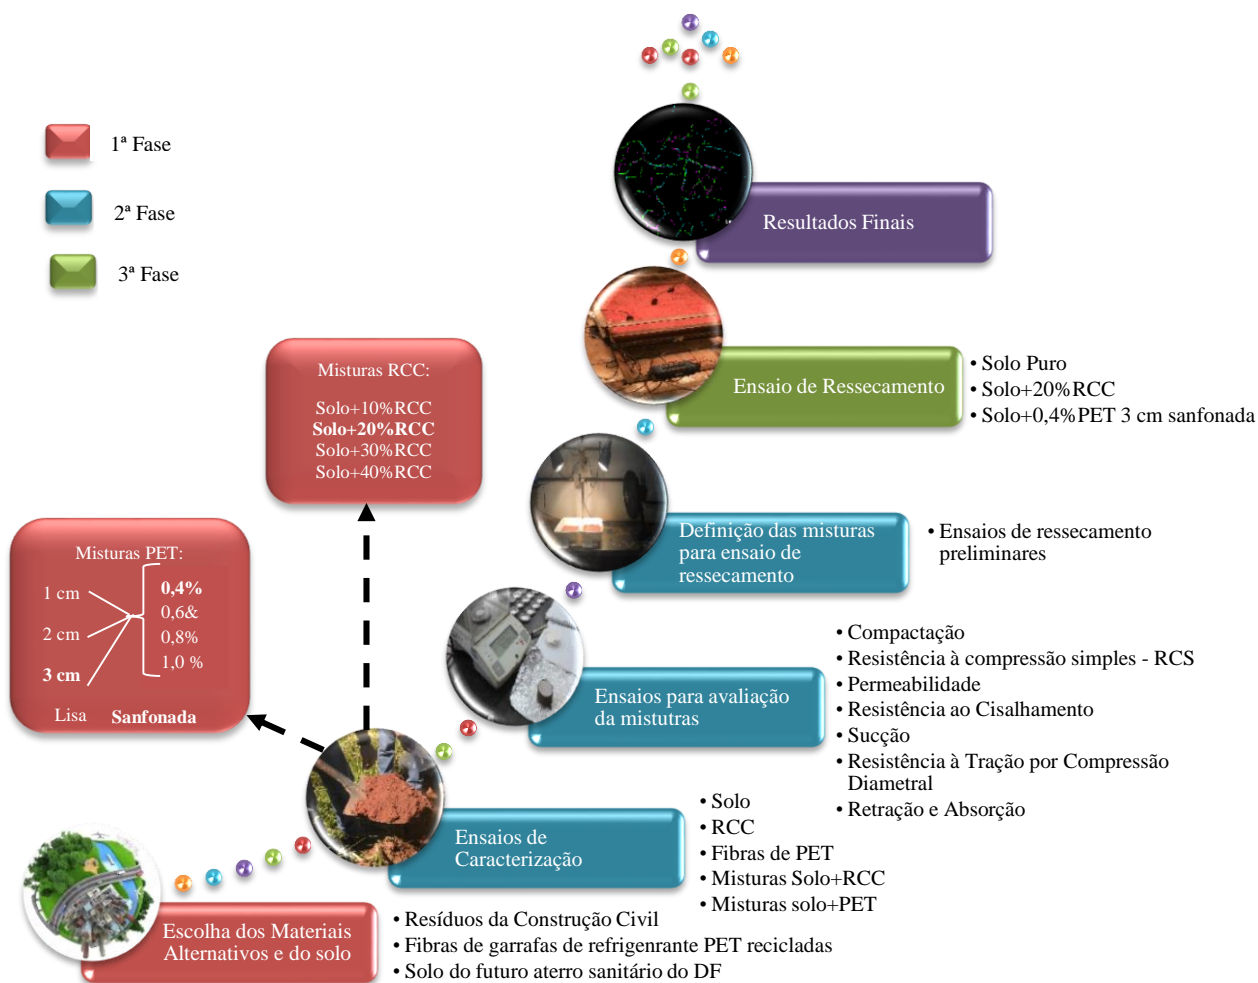 1ª Fase
2ª Fase
3ª Fase
Resultados Finais
Ensaio de Ressecamento
• Solo Puro
• Solo+20%RCC
• Solo+0,4%PET 3 cm sanfonada
Misturas RCC:
Solo+10%RCC
Solo+20%RCC
Solo+30%RCC
Solo+40%RCC
Definição das misturas
para ensaio de
ressecamento
• Ensaios de ressecamento
preliminares
Misturas PET:
1 cm
2 cm
3 cm
0,4%
0,6&
0,8%
1,0 %
Lisa Sanfonada
Ensaios para avaliação
da mistutras
• Compactação
• Resistência à compressão simples - RCS
• Permeabilidade
• Resistência ao Cisalhamento
• Sucção
• Resistência à Tração por Compressão
Diametral
• Retração e Absorção
Ensaios de
Caracterização
• Solo
• RCC
• Fibras de PET
• Misturas Solo+RCC
• Misturas solo+PET
Escolha dos Materiais
Alternativos e do solo
• Resíduos da Construção Civil
• Fibras de garrafas de refrigenrante PET recicladas
• Solo do futuro aterro sanitário do DF